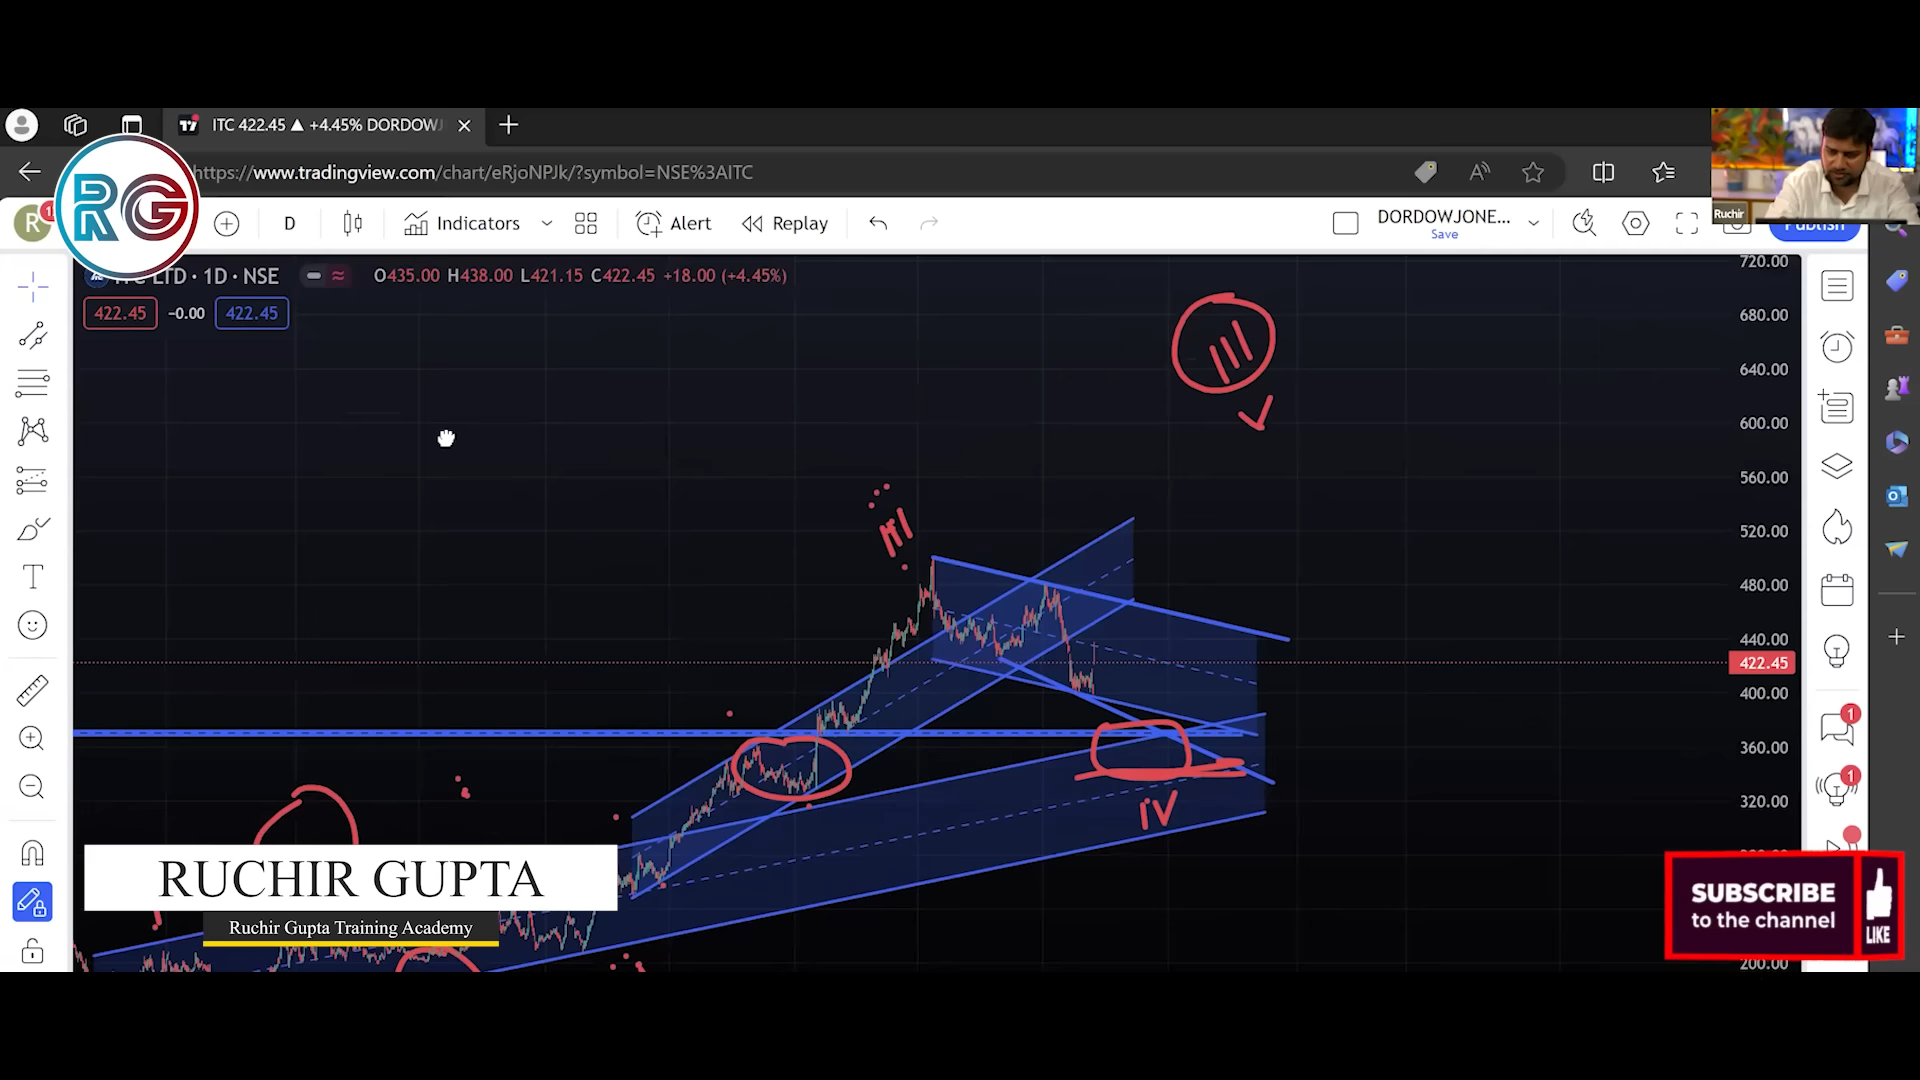 ITC 422.45 ▲ +4.45% DORDOWJ
https://www.tradingview.com/chart/eRjoNPJk/?symbol=NSE%3AITC
Ruchir
R
RG
D
Indicators
Alert
Replay
DORDOWJONE...
Save
Publish
LTD · 1D · NSE
O435.00 H438.00 L421.15 C422.45 +18.00 (+4.45%)
422.45 −0.00 422.45
720.00
680.00
640.00
600.00
560.00
520.00
480.00
440.00
422.45
400.00
360.00
320.00
200.00
III
V
III
IV
1
1
RUCHIR GUPTA
Ruchir Gupta Training Academy
SUBSCRIBE
to the channel
LIKE